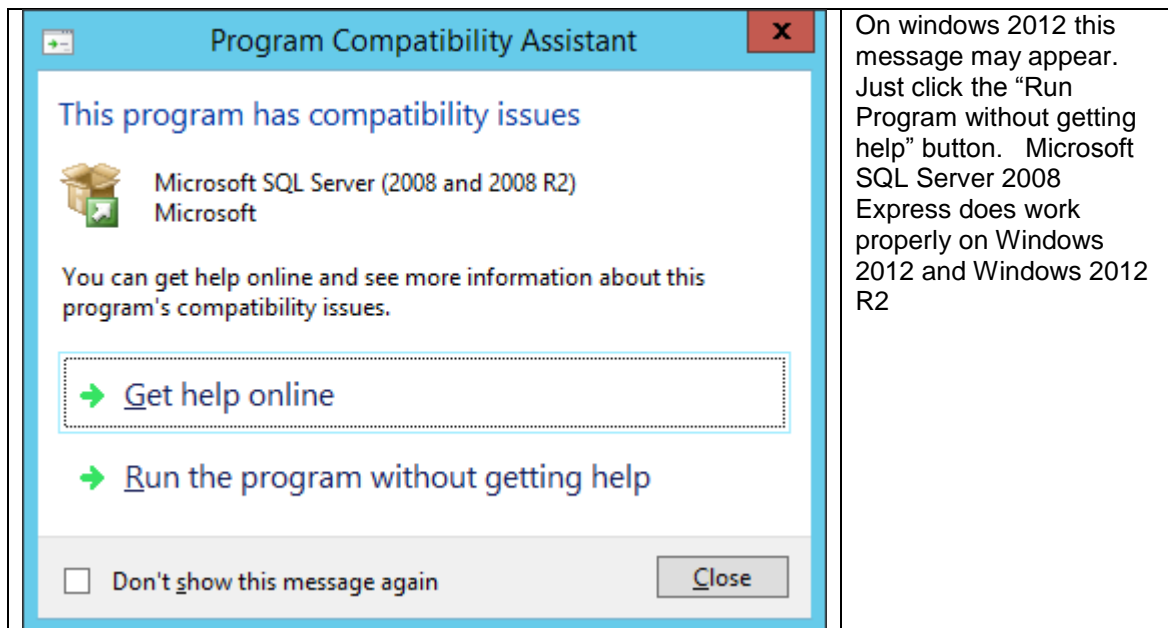 Program Compatibility Assistant
x
This program has compatibility issues
Microsoft SQL Server (2008 and 2008 R2)
Microsoft
You can get help online and see more information about this
program's compatibility issues.
Get help online
Run the program without getting help
Don't show this message again
Close
On windows 2012 this
message may appear.
Just click the “Run
Program without getting
help” button.   Microsoft
SQL Server 2008
Express does work
properly on Windows
2012 and Windows 2012
R2